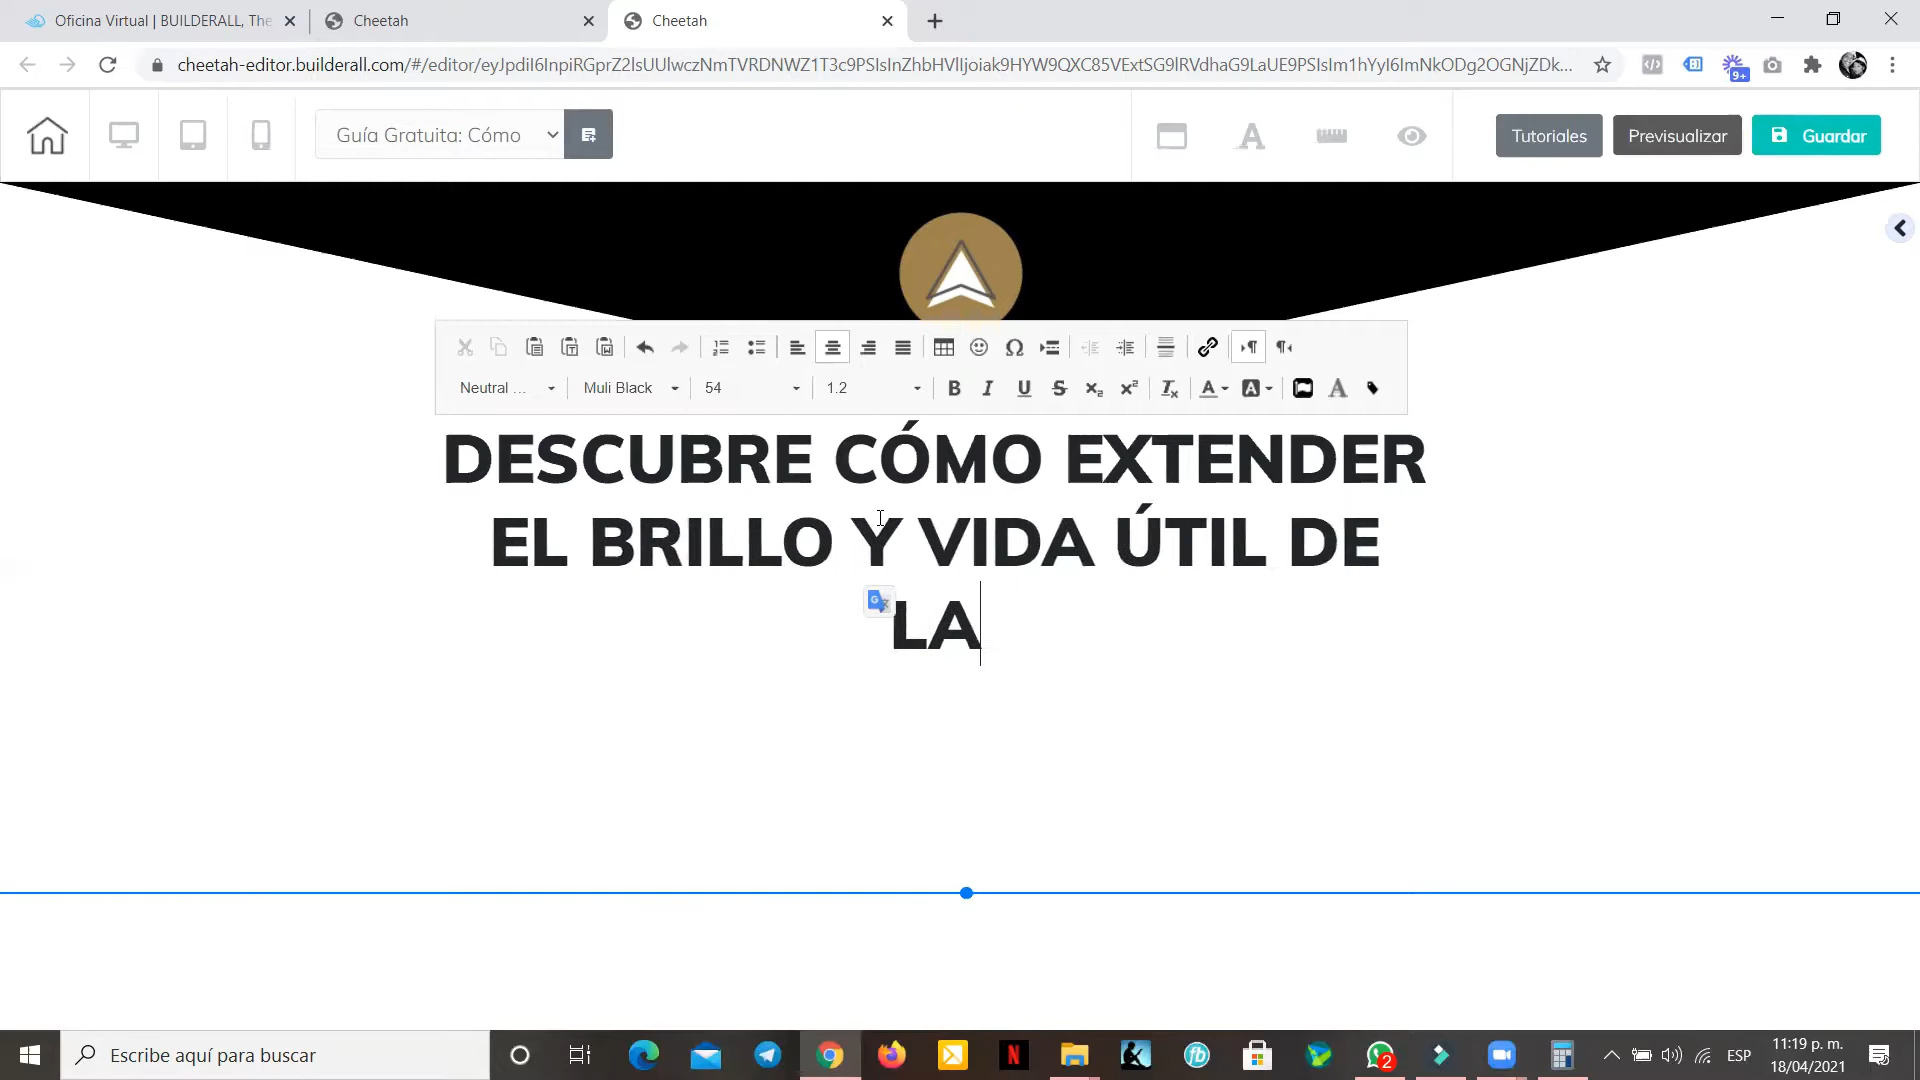 Oficina Virtual | BUILDERALL, The
Cheetah
Cheetah
cheetah-editor.builderall.com/#/editor/eyJpdiI6InpiRGprZ2lsUUlwczNmTVRDNWZ1T3c9PSIsInZhbHVlIjoiak9HYW9QXC85VExtSG9lRVdhaG9LaUE9PSIsIm1hYyI6ImNkODg2OGNjZDk...
9+
Guía Gratuita: Cómo
Tutoriales
Previsualizar
Guardar
Neutral ...
Muli Black
54
1.2
DESCUBRE CÓMO EXTENDER
EL BRILLO Y VIDA ÚTIL DE
LA
Escribe aquí para buscar
2
ESP
11:19 p. m.
18/04/2021